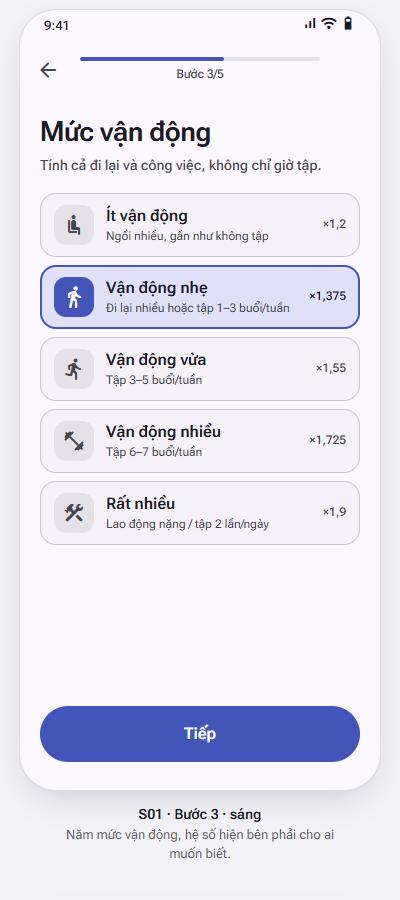 9:41
Bước 3/5
Mức vận động
Tính cả đi lại và công việc, không chỉ giờ tập.
Ít vận động
Ngồi nhiều, gần như không tập
×1,2
Vận động nhẹ
Đi lại nhiều hoặc tập 1–3 buổi/tuần
×1,375
Vận động vừa
Tập 3–5 buổi/tuần
×1,55
Vận động nhiều
Tập 6–7 buổi/tuần
×1,725
Rất nhiều
Lao động nặng / tập 2 lần/ngày
×1,9
Tiếp
S01 · Bước 3 · sáng
Năm mức vận động, hệ số hiện bên phải cho ai
muốn biết.